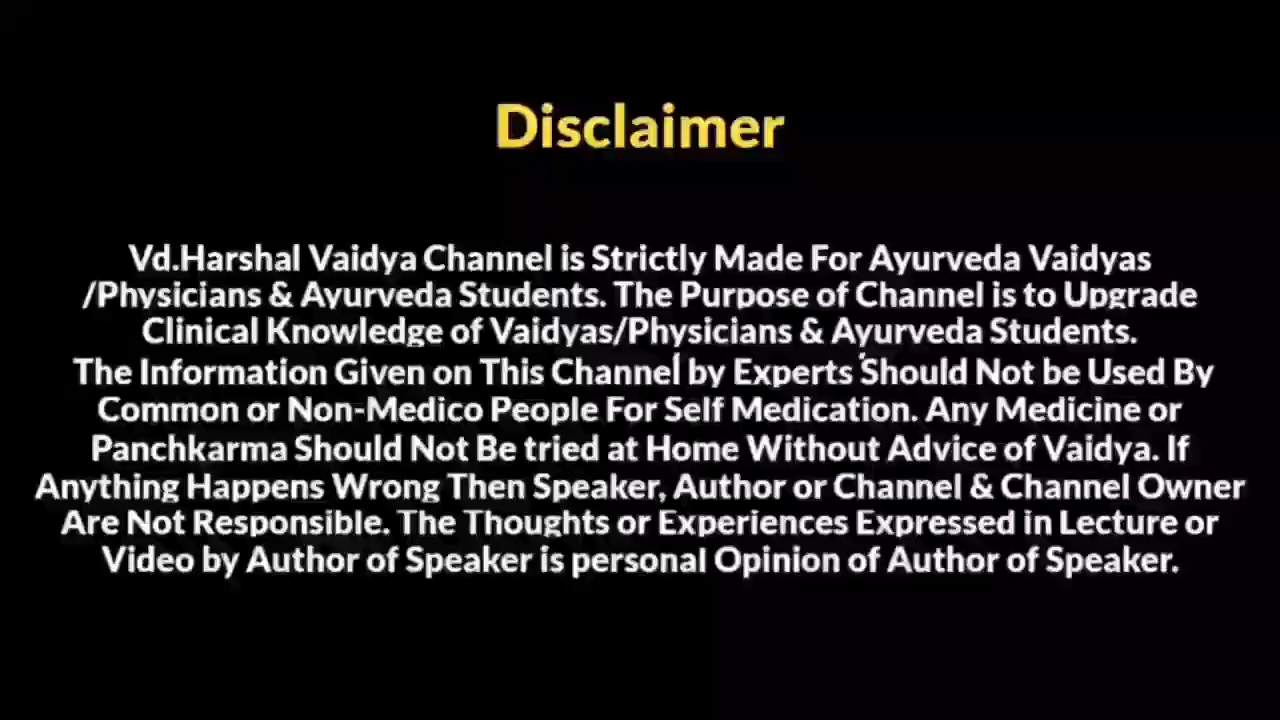 Disclaimer
Vd.Harshal Vaidya Channel is Strictly Made For Ayurveda Vaidyas
/Physicians & Ayurveda Students. The Purpose of Channel is to Upgrade
Clinical Knowledge of Vaidyas/Physicians & Ayurveda Students.
The Information Given on This Channel by Experts Should Not be Used By
Common or Non-Medico People For Self Medication. Any Medicine or
Panchkarma Should Not Be tried at Home Without Advice of Vaidya. If
Anything Happens Wrong Then Speaker, Author or Channel & Channel Owner
Are Not Responsible. The Thoughts or Experiences Expressed in Lecture or
Video by Author of Speaker is personal Opinion of Author of Speaker.